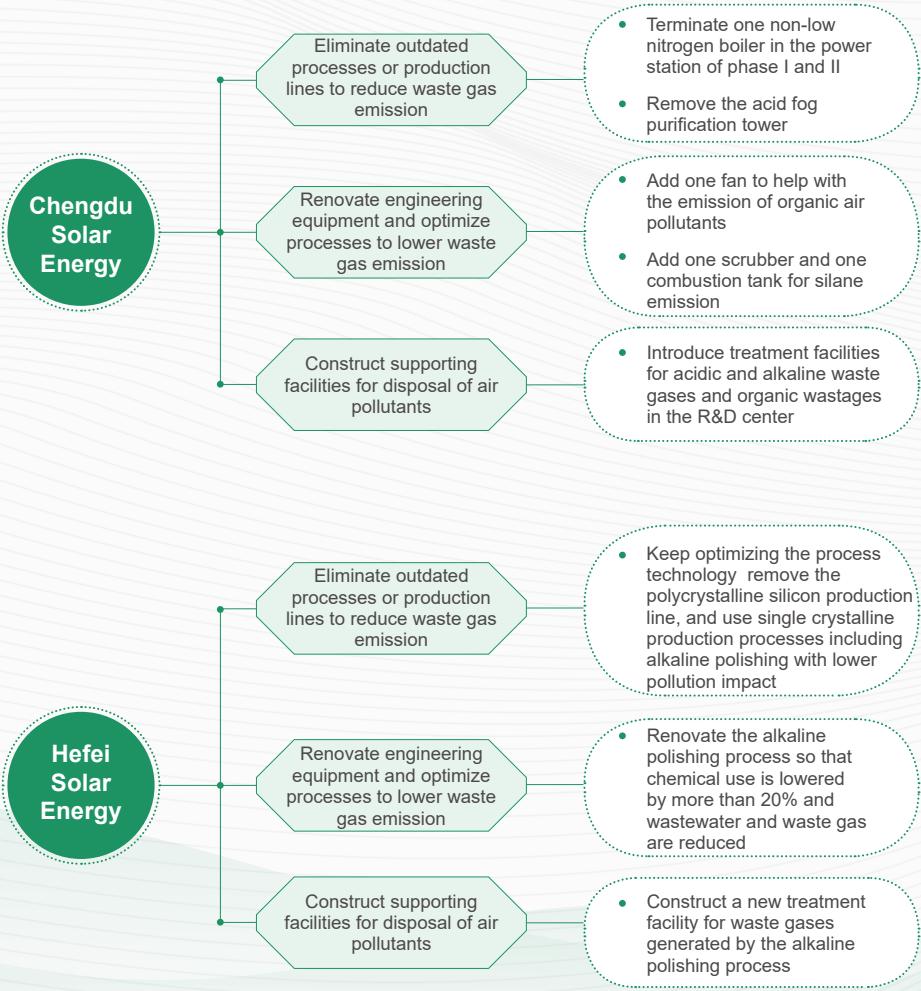 Chengdu
Solar
Energy
Eliminate outdated
processes or production
lines to reduce waste gas
emission
Terminate one non-low
nitrogen boiler in the power
station of phase I and II
Remove the acid fog
purification tower
Renovate engineering
equipment and optimize
processes to lower waste
gas emission
Add one fan to help with
the emission of organic air
pollutants
Add one scrubber and one
combustion tank for silane
emission
Construct supporting
facilities for disposal of air
pollutants
Introduce treatment facilities
for acidic and alkaline waste
gases and organic wastages
in the R&D center
Hefei
Solar
Energy
Eliminate outdated
processes or production
lines to reduce waste gas
emission
Keep optimizing the process
technology  remove the
polycrystalline silicon production
line, and use single crystalline
production processes including
alkaline polishing with lower
pollution impact
Renovate engineering
equipment and optimize
processes to lower waste
gas emission
Renovate the alkaline
polishing process so that
chemical use is lowered
by more than 20% and
wastewater and waste gas
are reduced
Construct supporting
facilities for disposal of air
pollutants
Construct a new treatment
facility for waste gases
generated by the alkaline
polishing process